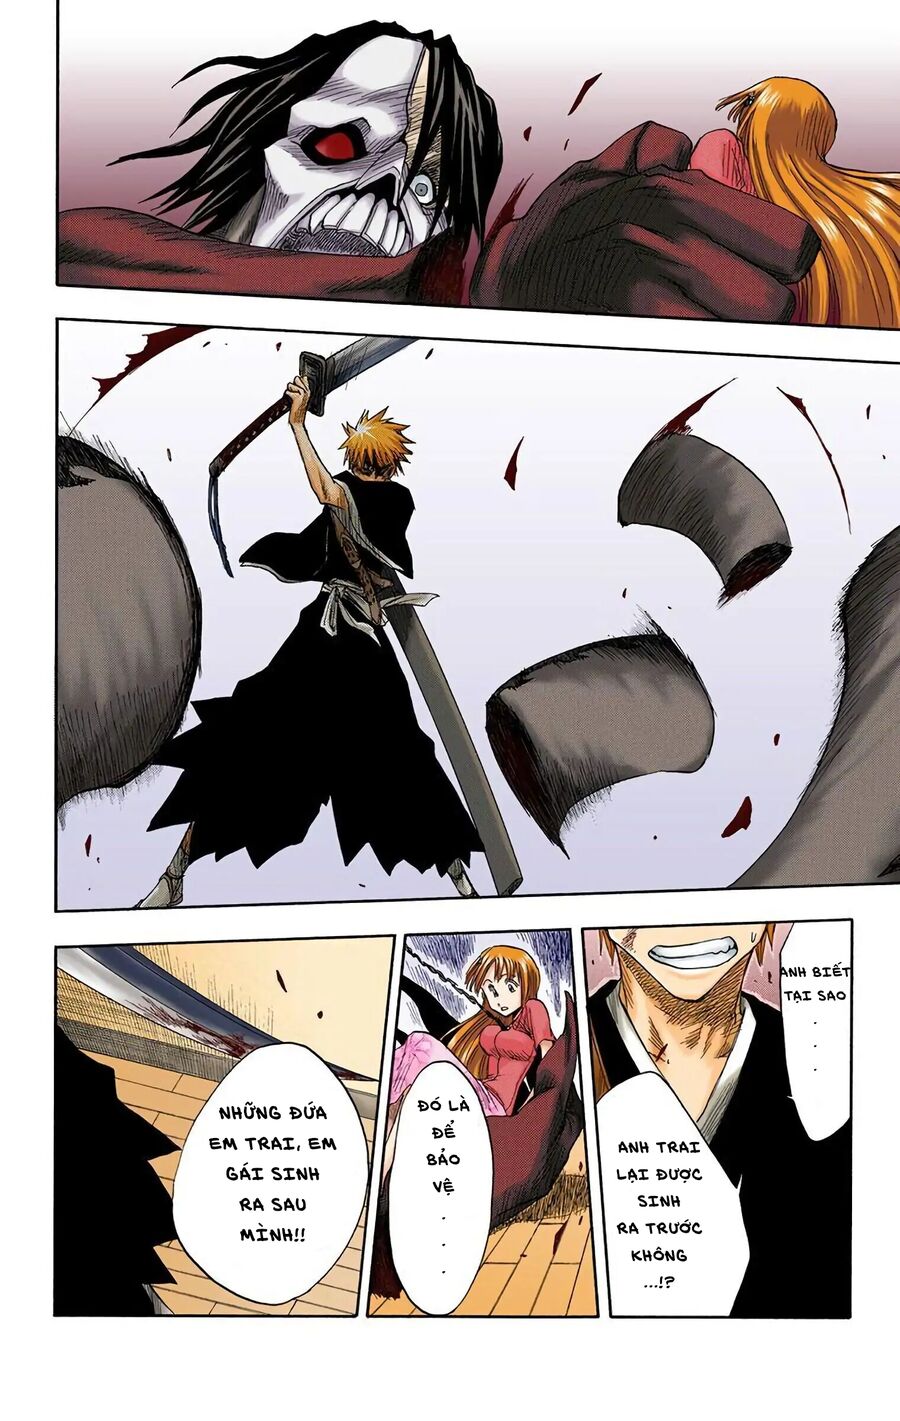 ANH BIẾT
TẠI SAO
.
.
.
.
ANH TRAI
LẠI ĐƯỢC
SINH
RA TRƯỚC
KHÔNG
...!?
ĐÓ LÀ
ĐỂ
BẢO
VỆ
.
.
.
NHỮNG ĐỨA
EM TRAI, EM
GÁI SINH
RA SAU
MÌNH!!